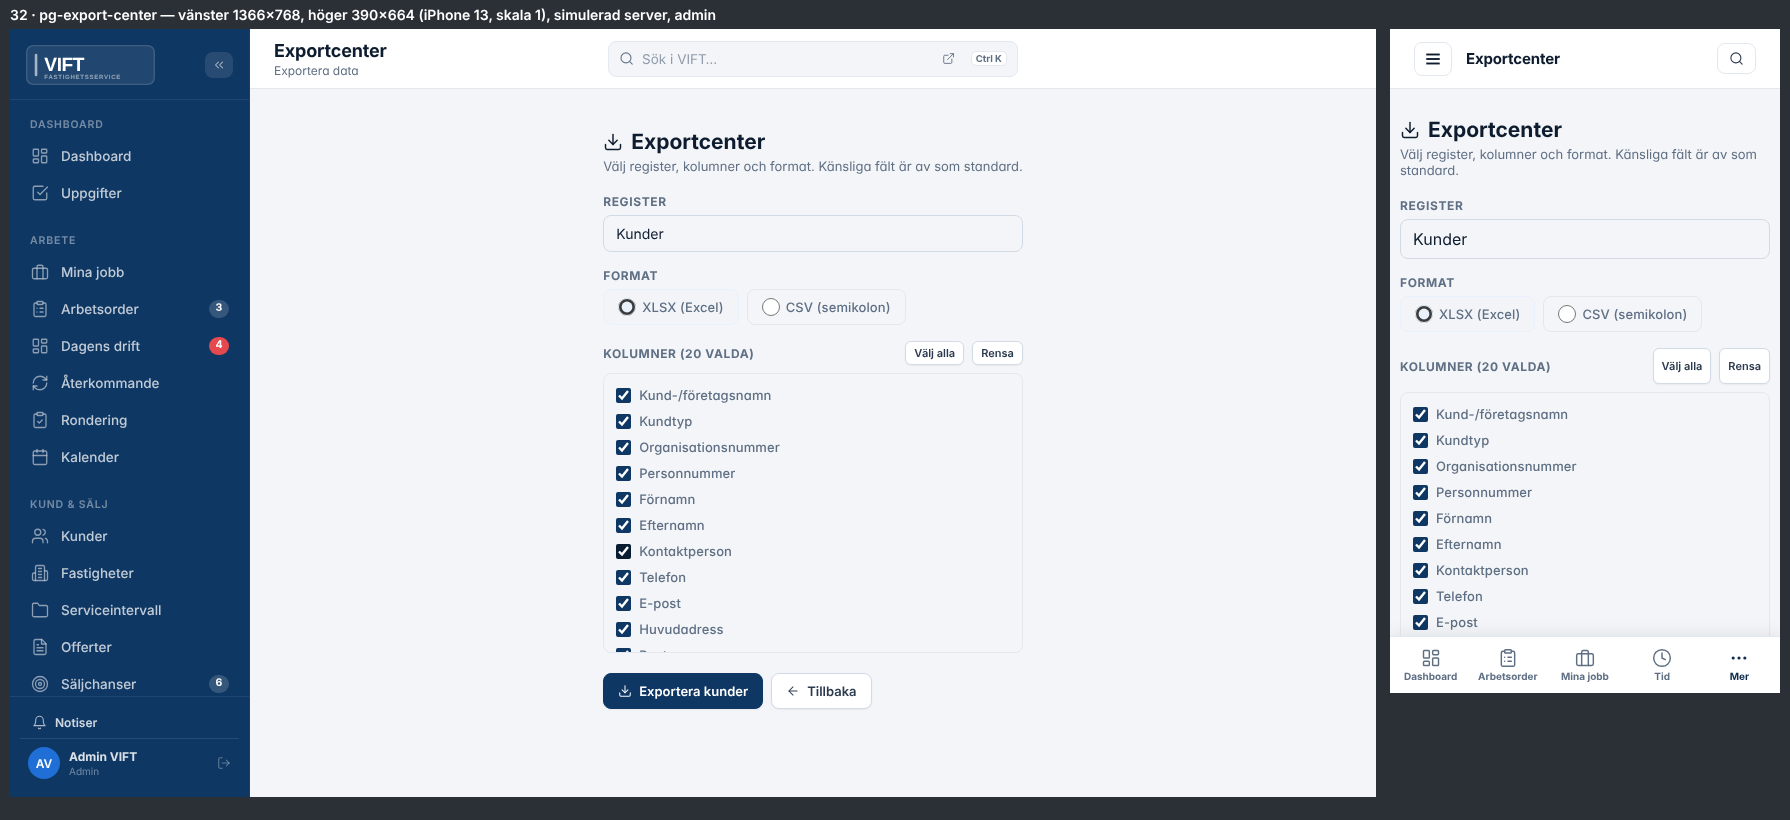 32 · pg-export-center — vänster 1366×768, höger 390×664 (iPhone 13, skala 1), simulerad server, admin
VIFT
FASTIGHETSSERVICE
DASHBOARD
Dashboard
Uppgifter
ARBETE
Mina jobb
Arbetsorder 3
Dagens drift 4
Återkommande
Rondering
Kalender
KUND & SÄLJ
Kunder
Fastigheter
Serviceintervall
Offerter
Säljchanser 6
Notiser
AV
Admin VIFT
Admin
Exportcenter
Exportera data
Sök i VIFT...
Ctrl K
Exportcenter
Välj register, kolumner och format. Känsliga fält är av som standard.
REGISTER
Kunder
FORMAT
XLSX (Excel) CSV (semikolon)
KOLUMNER (20 VALDA) Välj alla Rensa
Kund-/företagsnamn
Kundtyp
Organisationsnummer
Personnummer
Förnamn
Efternamn
Kontaktperson
Telefon
E-post
Huvudadress
Exportera kunder Tillbaka
Exportcenter
Exportcenter
Välj register, kolumner och format. Känsliga fält är av som
standard.
REGISTER
Kunder
FORMAT
XLSX (Excel) CSV (semikolon)
KOLUMNER (20 VALDA) Välj alla Rensa
Kund-/företagsnamn
Kundtyp
Organisationsnummer
Personnummer
Förnamn
Efternamn
Kontaktperson
Telefon
E-post
Dashboard Arbetsorder Mina jobb Tid Mer